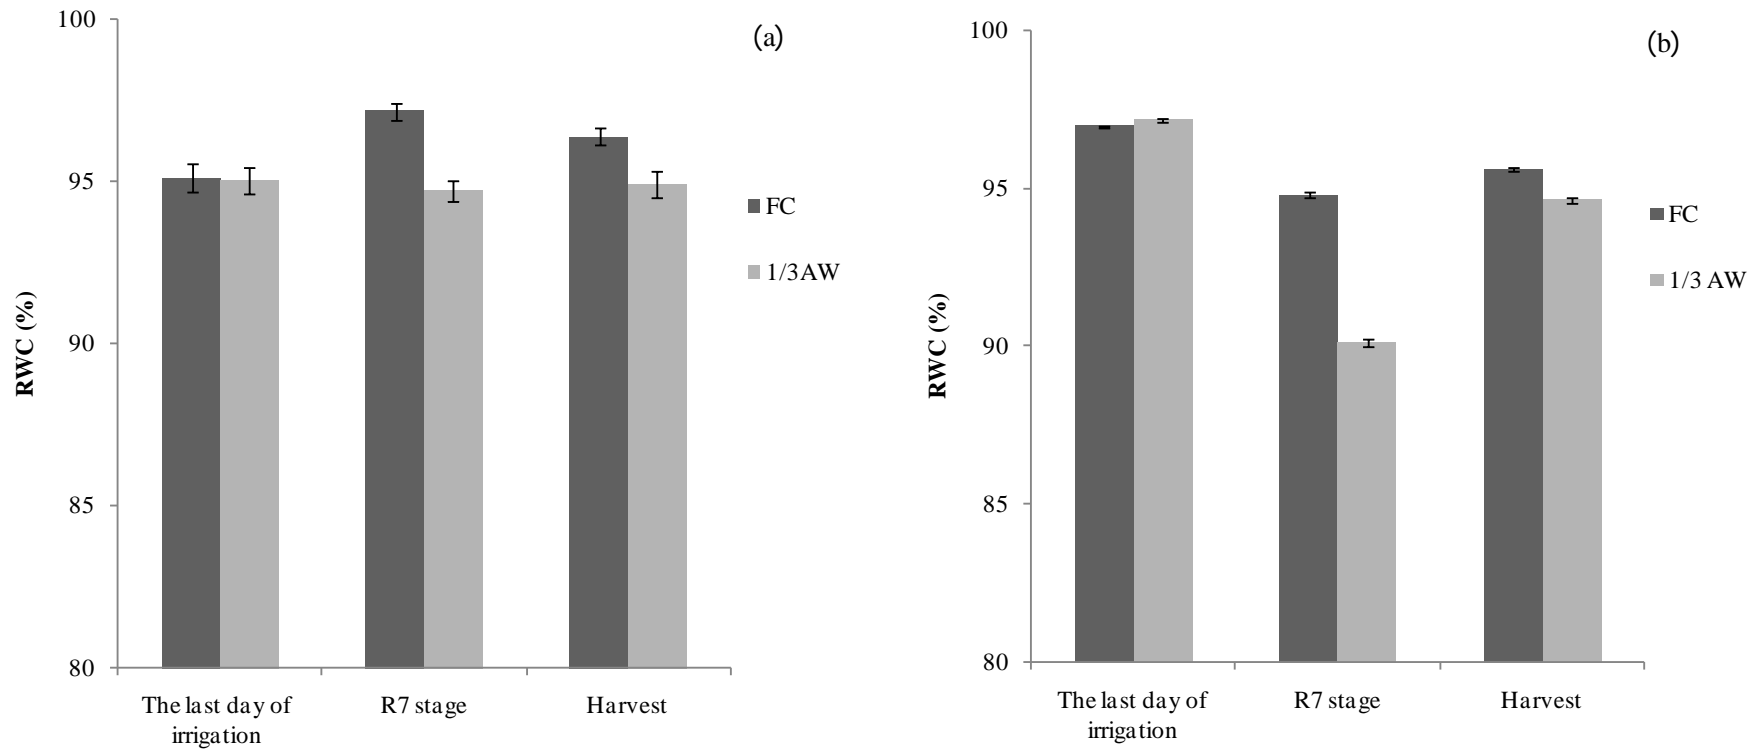 (a)
100
95
90
85
80
RWC (%)
The last day of
irrigation
R7 stage
Harvest
FC
1/3AW
(b)
100
95
90
85
80
RWC (%)
The last day of
irrigation
R7 stage
Harvest
FC
1/3 AW